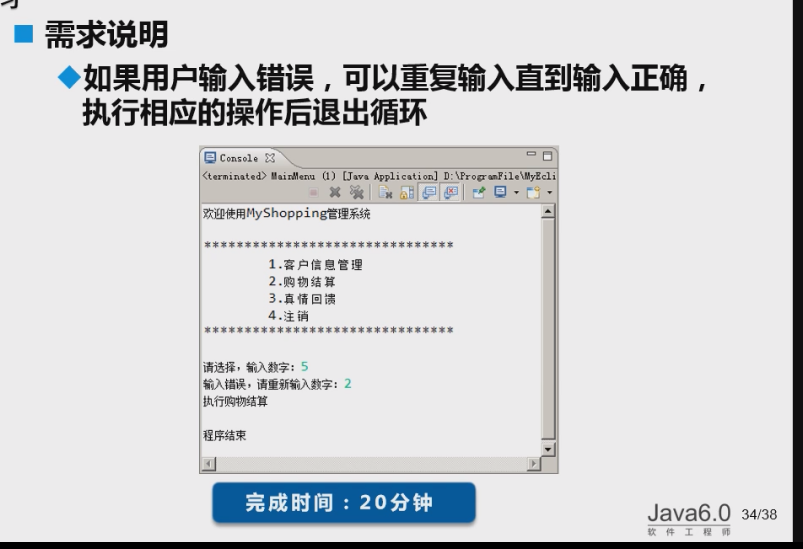 需求说明
如果用户输入错误，可以重复输入直到输入正确，
执行相应的操作后退出循环
Console
<terminated> MainMenu (1) [Java Application] D:\ProgramFile\MyEcli
欢迎使用MyShopping管理系统
*******************************
1.客户信息管理
2.购物结算
3.真情回馈
4.注销
*******************************
请选择，输入数字：5
输入错误，请重新输入数字：2
执行购物结算
程序结束
完成时间：20分钟
Java6.0 34/38
软件工程师